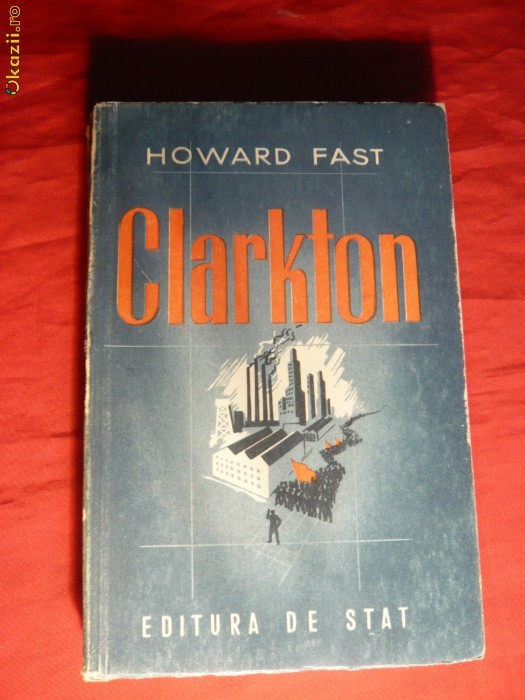 Okazii.ro
HOWARD FAST
Clarkton
EDITURA DE STAT